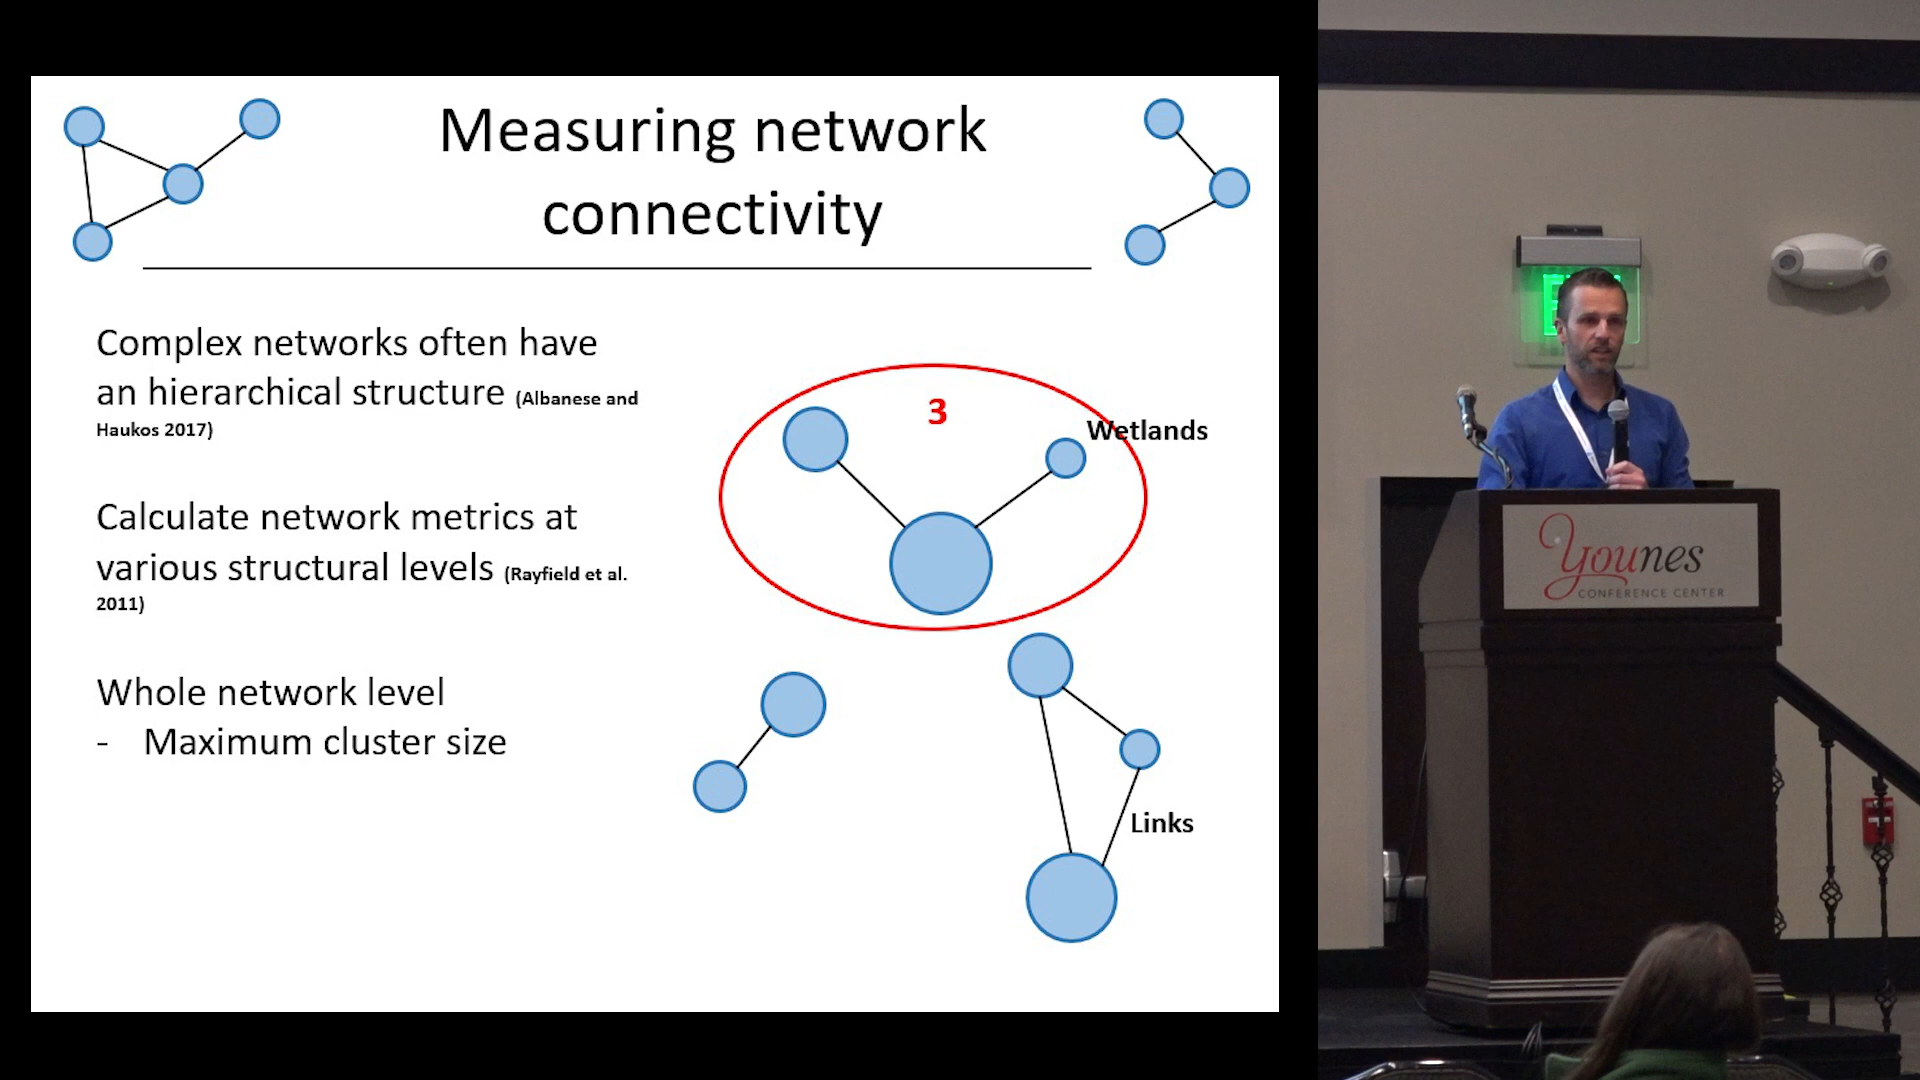 Measuring network
connectivity
Complex networks often have
an hierarchical structure (Albanese and
Haukos 2017)
Calculate network metrics at
various structural levels (Rayfield et al.
2011)
Whole network level
- Maximum cluster size
3
Wetlands
Links
younes
CONFERENCE CENTER